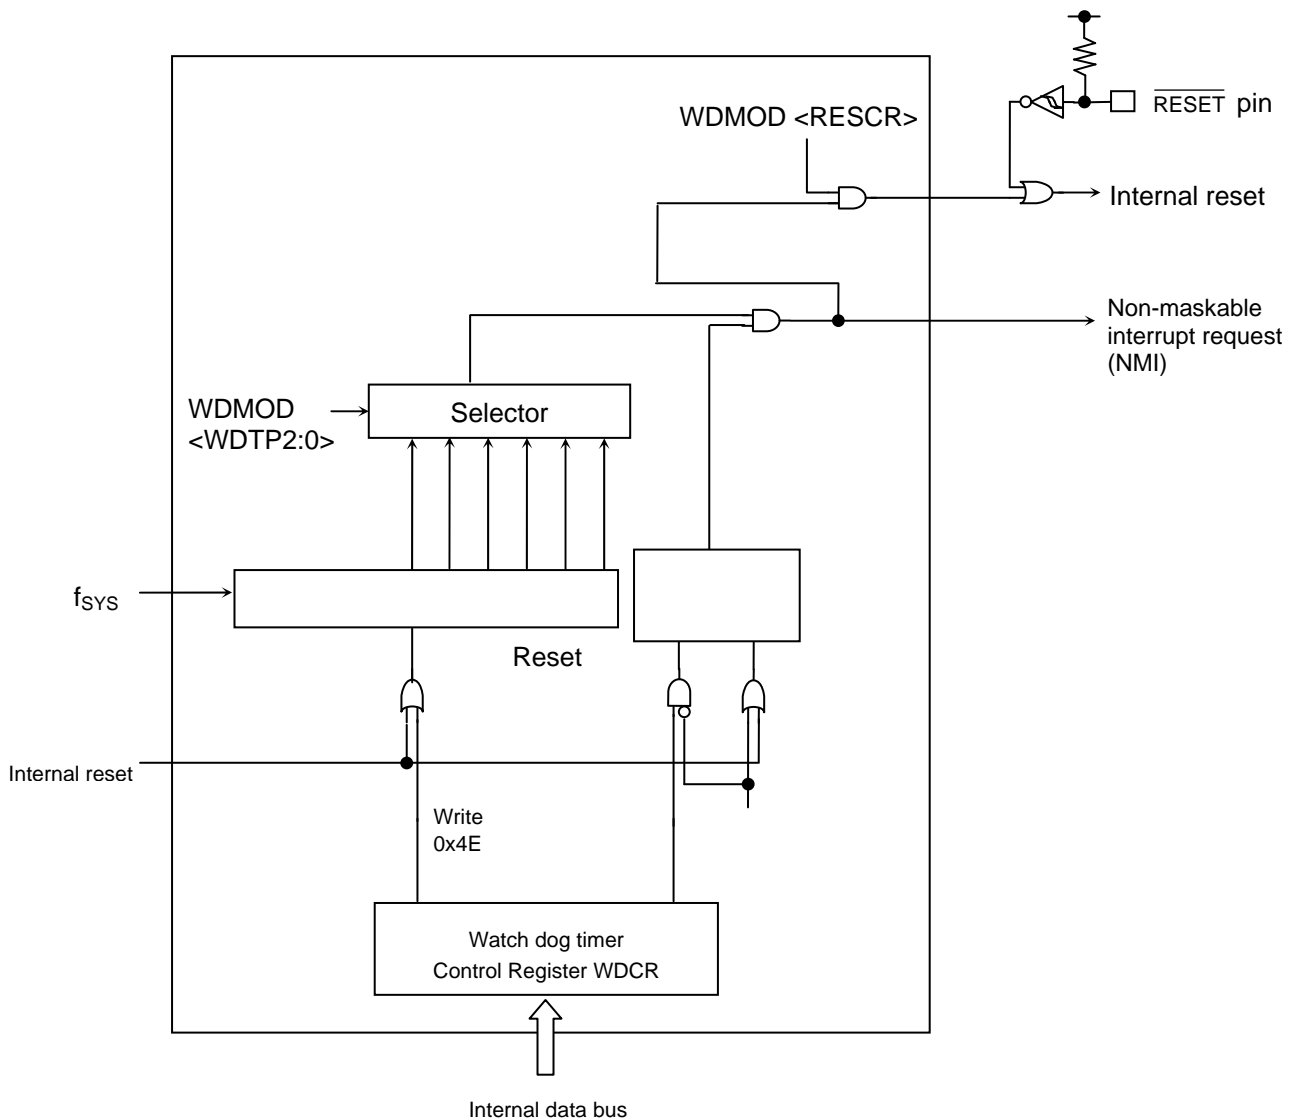 RESET pin
WDMOD <RESCR>
Internal reset
Non-maskable
interrupt request
(NMI)
WDMOD
<WDTP2:0>
Selector
fSYS
Reset
Internal reset
Write
0x4E
Watch dog timer
Control Register WDCR
Internal data bus